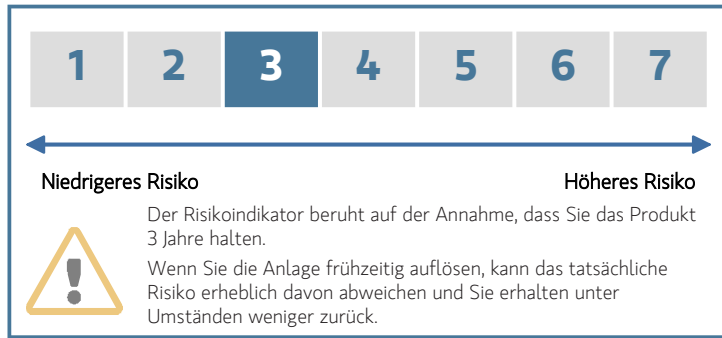 1 2 3 4 5 6 7
Niedrigeres Risiko Höheres Risiko
Der Risikoindikator beruht auf der Annahme, dass Sie das Produkt
3 Jahre halten.
Wenn Sie die Anlage frühzeitig auflösen, kann das tatsächliche
Risiko erheblich davon abweichen und Sie erhalten unter
Umständen weniger zurück.